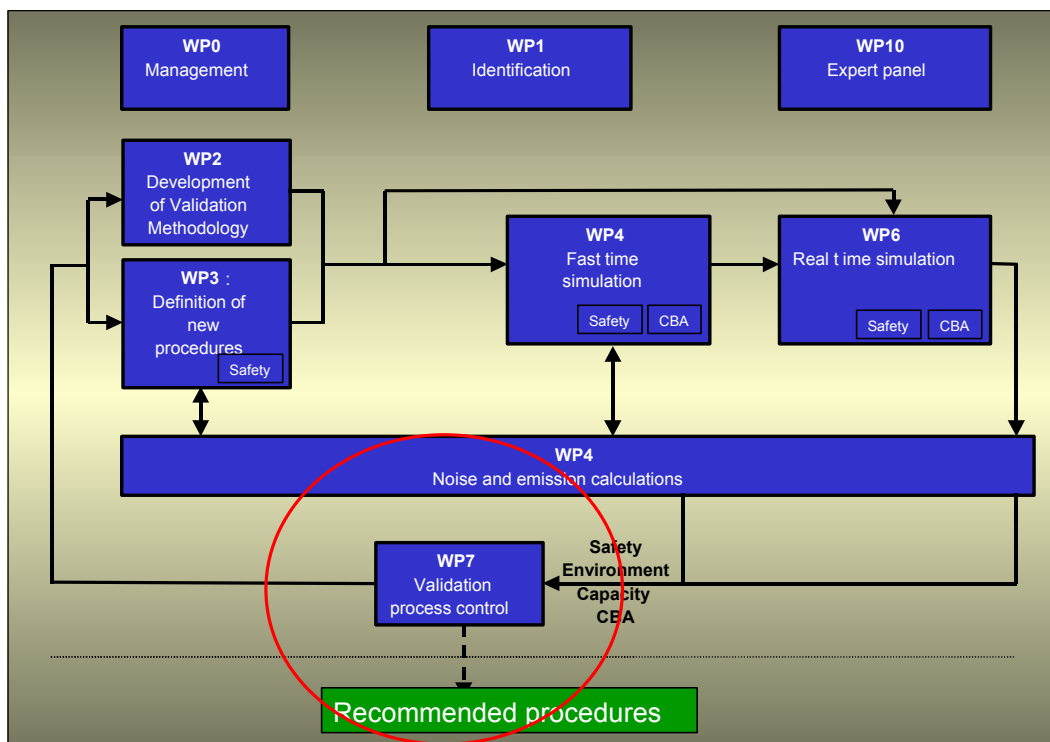 WP0
Management
WP1
Identification
WP10
Expert panel
WP2
Development
of Validation
Methodology
WP3 :
Definition of
new
procedures
Safety
WP4
Fast time
simulation
Safety
CBA
WP6
Real t ime simulation
Safety
CBA
WP4
Noise and emission calculations
WP7
Validation
process control
Safety
Environment
Capacity
CBA
Recommended procedures